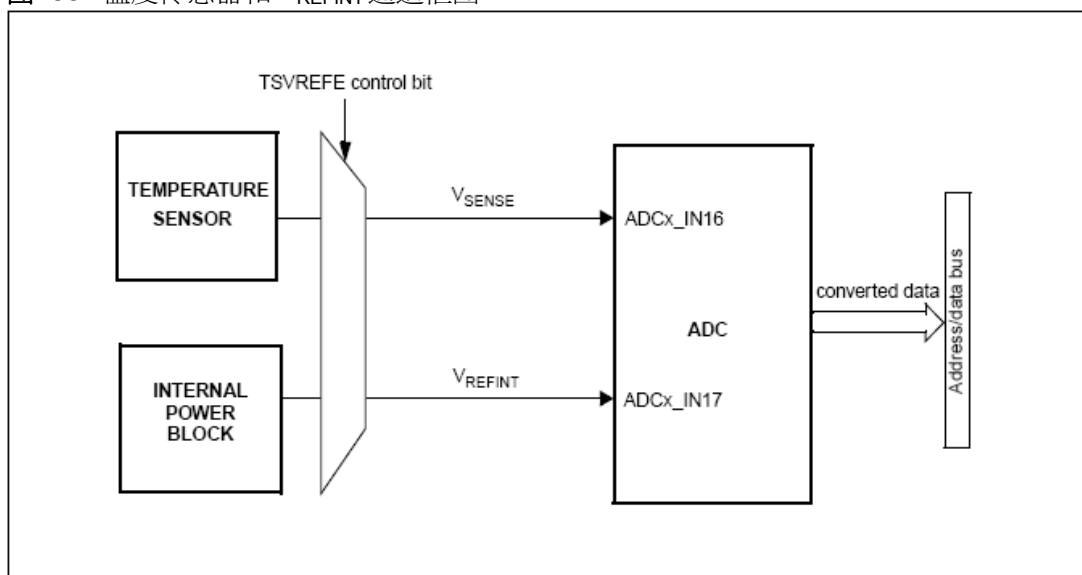 TSVREFE control bit
TEMPERATURE
SENSOR
VSENSE
ADCx_IN16
converted data
Address/data bus
ADC
INTERNAL
POWER
BLOCK
VREFINT
ADCx_IN17